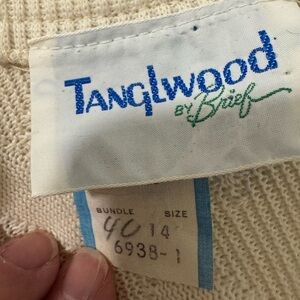 TANGLWOOD
BY Brief
BUNDLE SIZE
40 14
6938-1